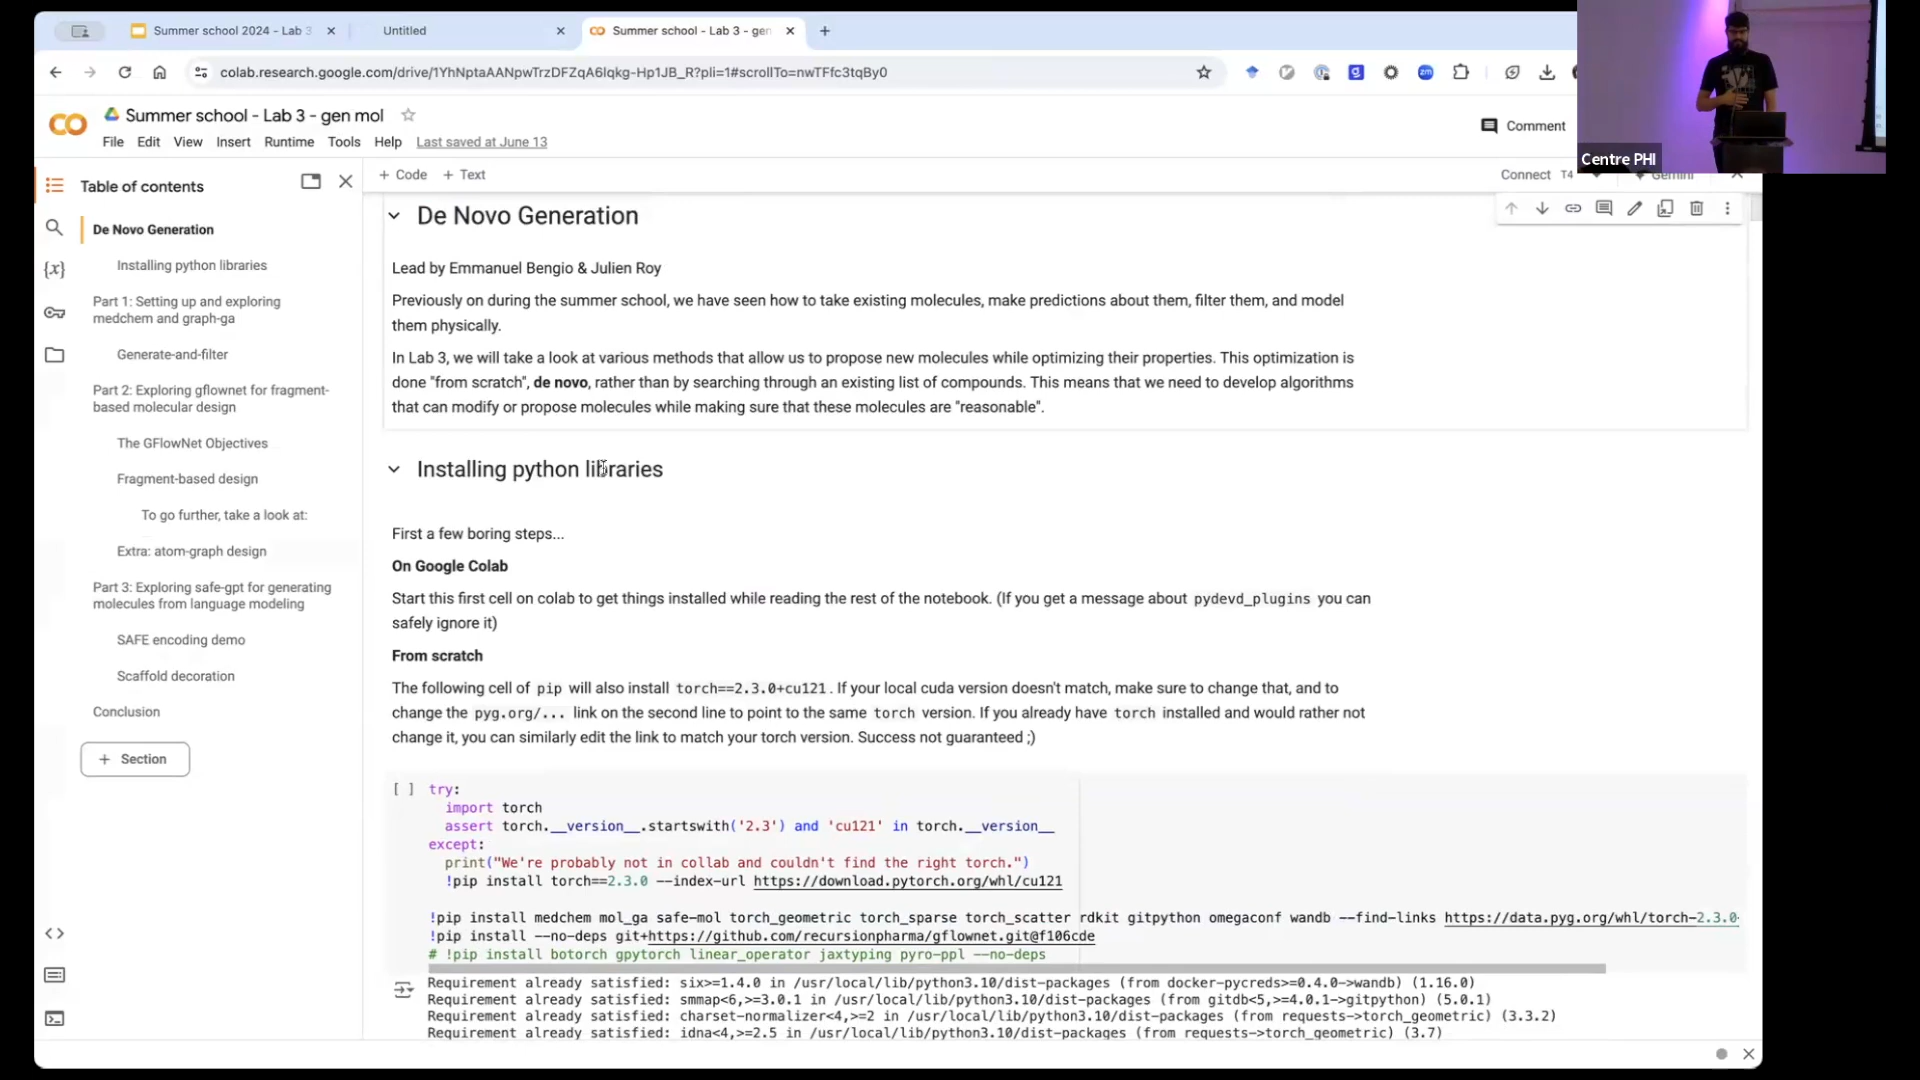 Summer school 2024 - Lab 3
Untitled
Summer school - Lab 3 - gen
colab.research.google.com/drive/1YhNptaAANpwTrzDFZqA6lqkg-Hp1JB_R?pli=1#scrollTo=nwTFfc3tqBy0
Summer school - Lab 3 - gen mol
File Edit View Insert Runtime Tools Help Last saved at June 13
Comment
Centre PHI
Table of contents
+ Code + Text
Connect T4
Gemini
De Novo Generation
Installing python libraries
Part 1: Setting up and exploring
medchem and graph-ga
Generate-and-filter
Part 2: Exploring gflownet for fragment-
based molecular design
The GFlowNet Objectives
Fragment-based design
To go further, take a look at:
Extra: atom-graph design
Part 3: Exploring safe-gpt for generating
molecules from language modeling
SAFE encoding demo
Scaffold decoration
Conclusion
+ Section
De Novo Generation
Lead by Emmanuel Bengio & Julien Roy
Previously on during the summer school, we have seen how to take existing molecules, make predictions about them, filter them, and model
them physically.
In Lab 3, we will take a look at various methods that allow us to propose new molecules while optimizing their properties. This optimization is
done "from scratch", de novo, rather than by searching through an existing list of compounds. This means that we need to develop algorithms
that can modify or propose molecules while making sure that these molecules are "reasonable".
Installing python libraries
First a few boring steps...
On Google Colab
Start this first cell on colab to get things installed while reading the rest of the notebook. (If you get a message about pydevd_plugins you can
safely ignore it)
From scratch
The following cell of pip will also install torch==2.3.0+cu121. If your local cuda version doesn't match, make sure to change that, and to
change the pyg.org/... link on the second line to point to the same torch version. If you already have torch installed and would rather not
change it, you can similarly edit the link to match your torch version. Success not guaranteed ;)
[ ] try:
import torch
assert torch.__version__.startswith('2.3') and 'cu121' in torch.__version__
except:
print("We're probably not in collab and couldn't find the right torch.")
!pip install torch==2.3.0 --index-url https://download.pytorch.org/whl/cu121
!pip install medchem mol_ga safe-mol torch_geometric torch_sparse torch_scatter rdkit gitpython omegaconf wandb --find-links https://data.pyg.org/whl/torch-2.3.0
!pip install --no-deps git+https://github.com/recursionpharma/gflownet.git@f106cde
# !pip install botorch gpytorch linear_operator jaxtyping pyro-ppl --no-deps
Requirement already satisfied: six>=1.4.0 in /usr/local/lib/python3.10/dist-packages (from docker-pycreds>=0.4.0->wandb) (1.16.0)
Requirement already satisfied: smmap<6,>=3.0.1 in /usr/local/lib/python3.10/dist-packages (from gitdb<5,>=4.0.1->gitpython) (5.0.1)
Requirement already satisfied: charset-normalizer<4,>=2 in /usr/local/lib/python3.10/dist-packages (from requests->torch_geometric) (3.3.2)
Requirement already satisfied: idna<4,>=2.5 in /usr/local/lib/python3.10/dist-packages (from requests->torch_geometric) (3.7)